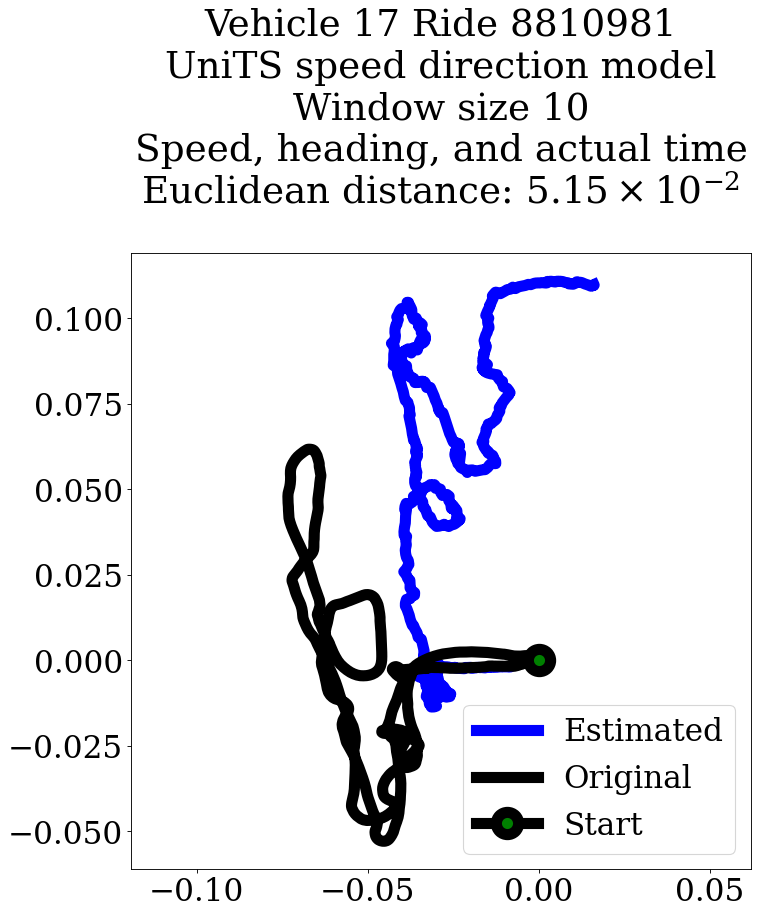 Vehicle 17 Ride 8810981
UniTS speed direction model
Window size 10
Speed, heading, and actual time
Euclidean distance: 5.15 × 10⁻²
0.100
0.075
0.050
0.025
0.000
−0.025
−0.050
Estimated
Original
Start
−0.10
−0.05
0.00
0.05